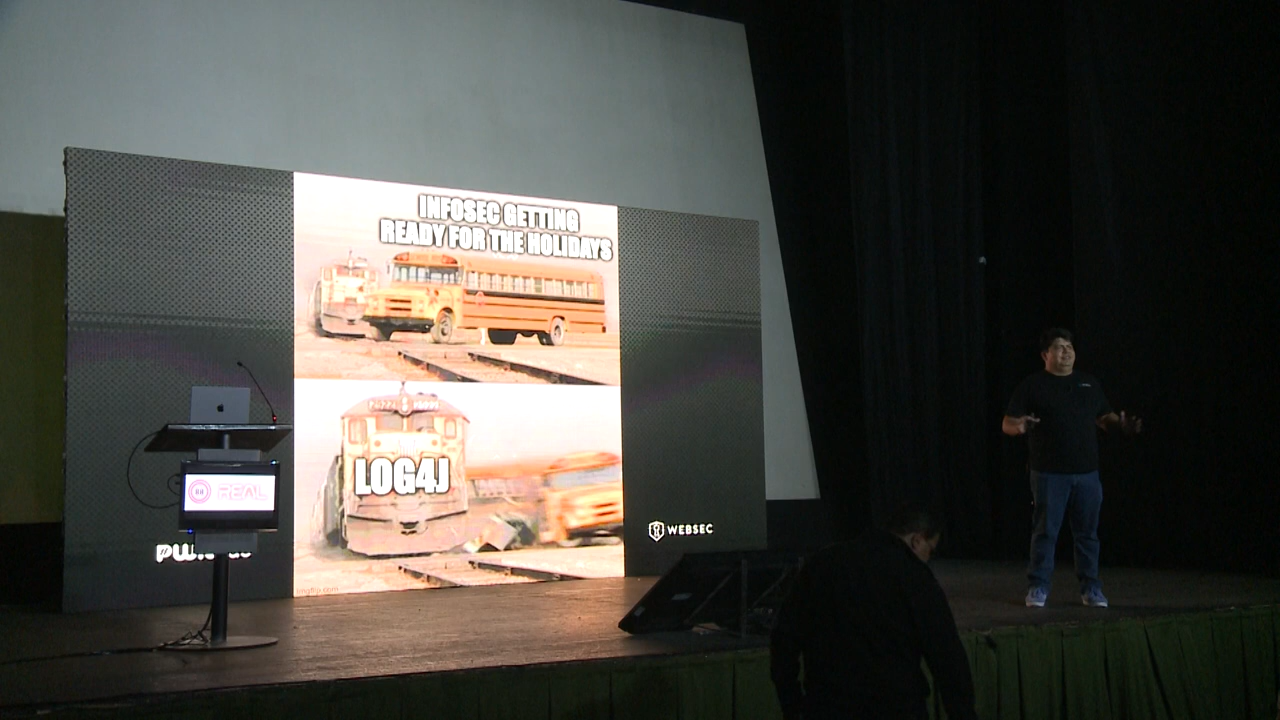 INFOSEC GETTING
READY FOR THE HOLIDAYS
LOG4J
REAL
WEBSEC
imgflip.com